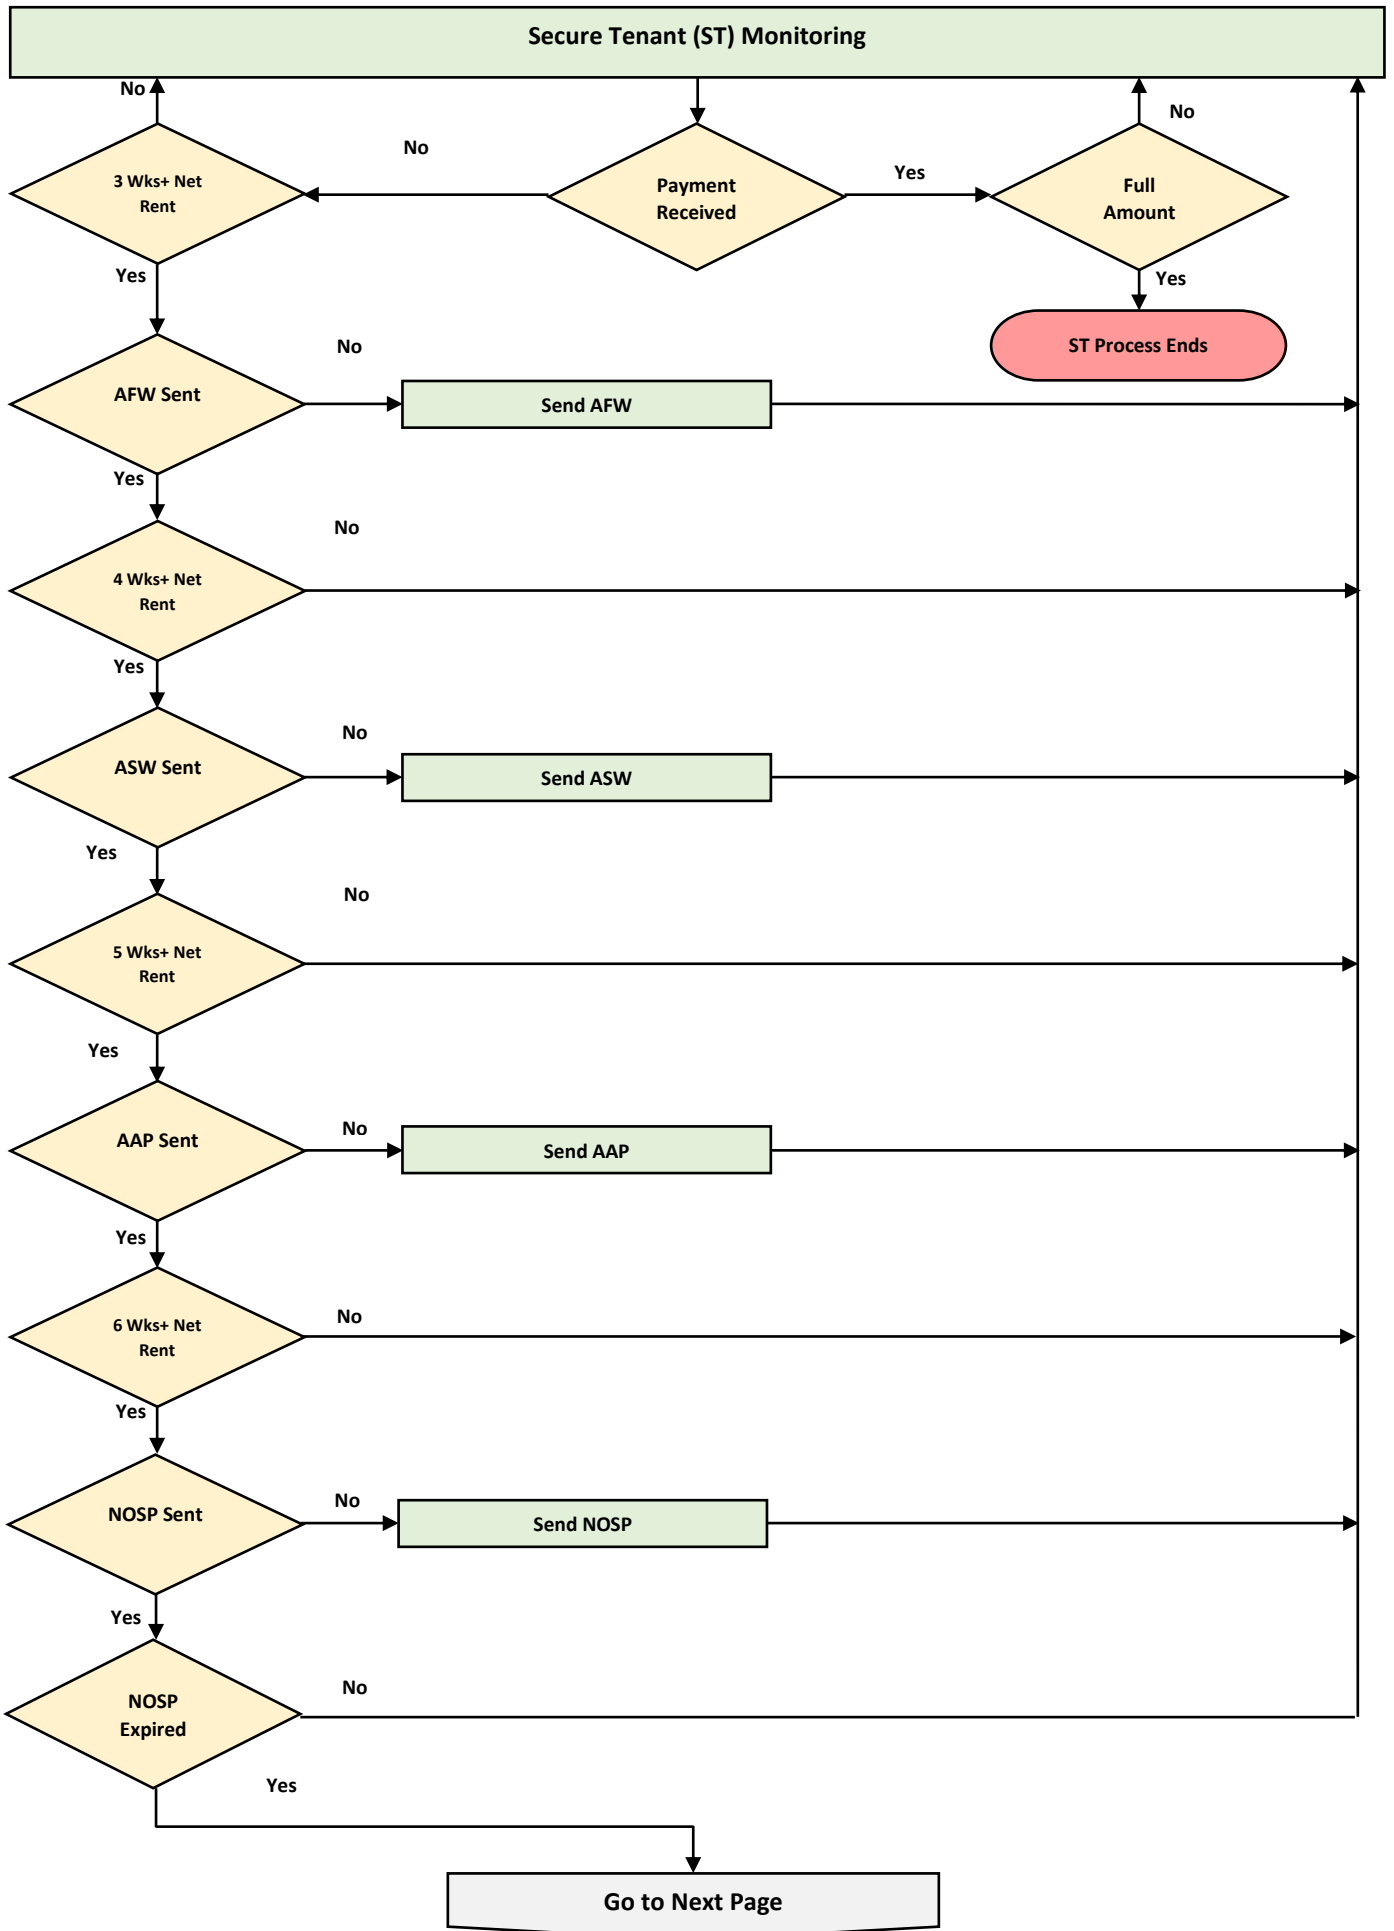 Secure Tenant (ST) Monitoring
No
No
No
3 Wks+ Net
Rent
Payment
Received
Yes
Full
Amount
Yes
Yes
No
ST Process Ends
AFW Sent
Send AFW
Yes
No
4 Wks+ Net
Rent
Yes
No
ASW Sent
Send ASW
Yes
No
5 Wks+ Net
Rent
Yes
No
AAP Sent
Send AAP
Yes
No
6 Wks+ Net
Rent
Yes
No
NOSP Sent
Send NOSP
Yes
No
NOSP
Expired
Yes
Go to Next Page